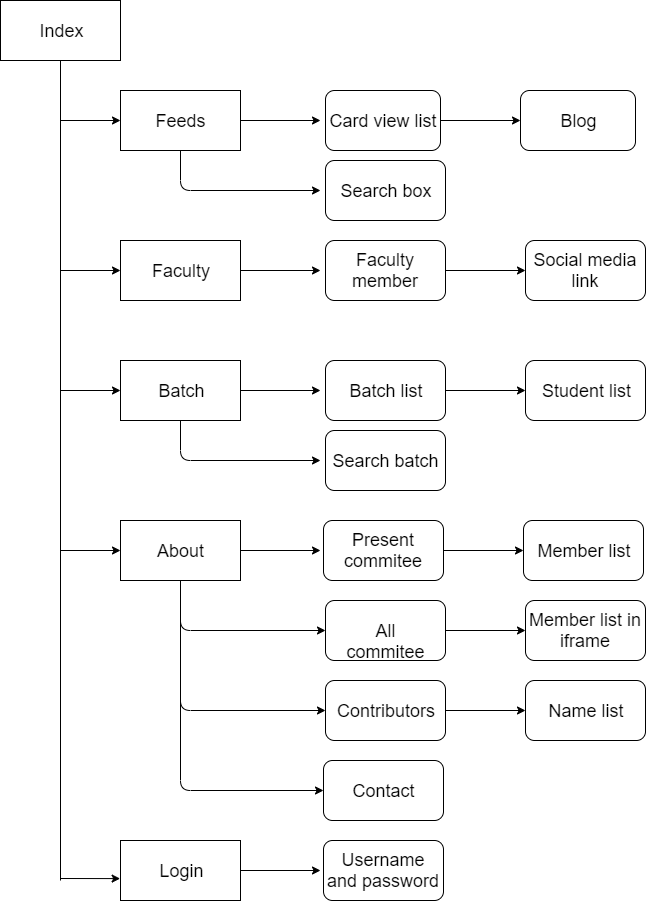 Index
Feeds
Card view list
Blog
Search box
Faculty
Faculty
member
Social media
link
Batch
Batch list
Student list
Search batch
About
Present
commitee
Member list
All
commitee
Member list in
iframe
Contributors
Name list
Contact
Login
Username
and password